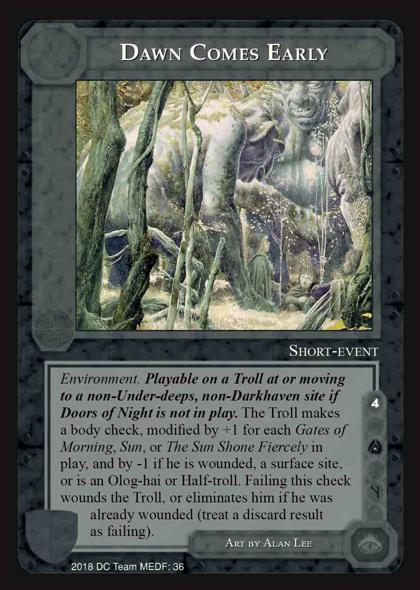 Dawn Comes Early
Short-event
Environment. Playable on a Troll at or moving
to a non-Under-deeps, non-Darkhaven site if
Doors of Night is not in play. The Troll makes
a body check, modified by +1 for each Gates of
Morning, Sun, or The Sun Shone Fiercely in
play, and by -1 if he is wounded, a surface site,
or is an Olog-hai or Half-troll. Failing this check
wounds the Troll, or eliminates him if he was
already wounded (treat a discard result
as failing).
4
Art by Alan Lee
2018 DC Team MEDF: 36